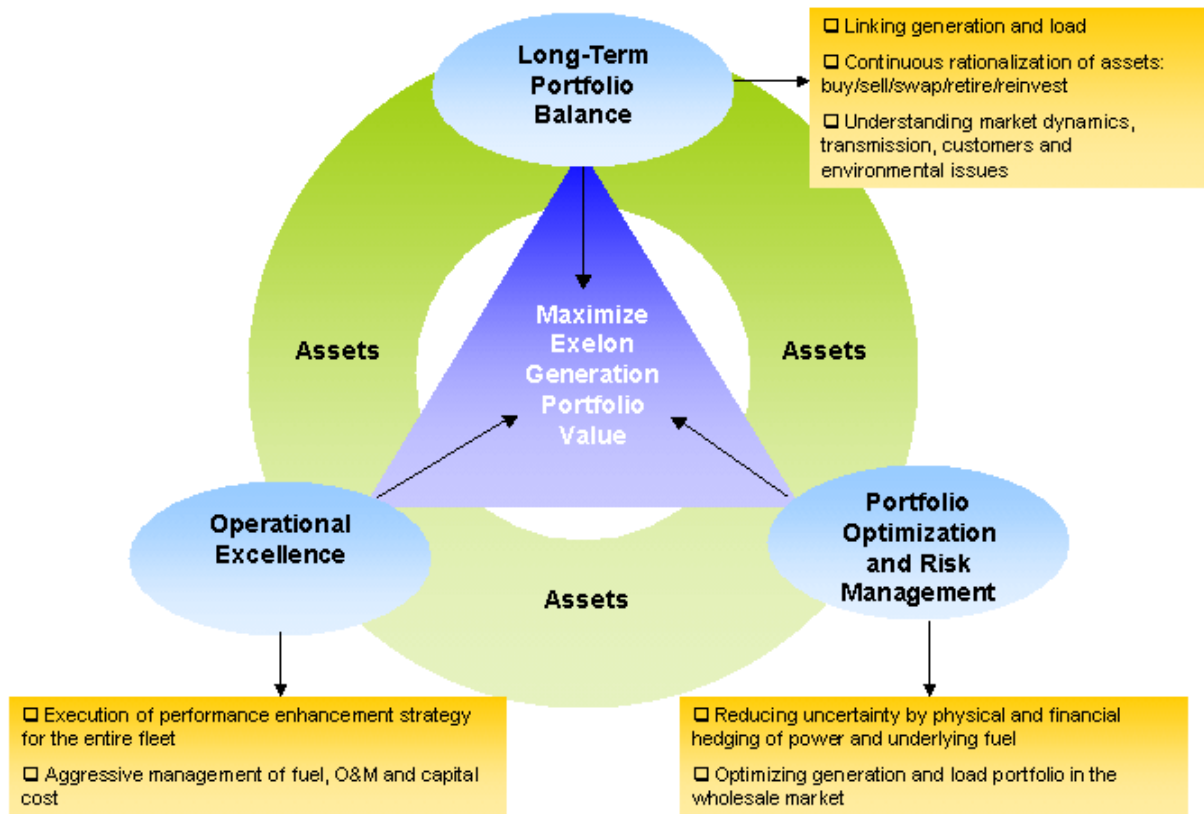 Long-Term
Portfolio
Balance
❑ Linking generation and load
❑ Continuous rationalization of assets:
buy/sell/swap/retire/reinvest
❑ Understanding market dynamics,
transmission, customers and
environmental issues
Maximize
Exelon
Generation
Portfolio
Value
Assets
Assets
Operational
Excellence
Portfolio
Optimization
and Risk
Management
Assets
❑ Execution of performance enhancement strategy
for the entire fleet
❑ Aggressive management of fuel, O&M and capital
cost
❑ Reducing uncertainty by physical and financial
hedging of power and underlying fuel
❑ Optimizing generation and load portfolio in the
wholesale market